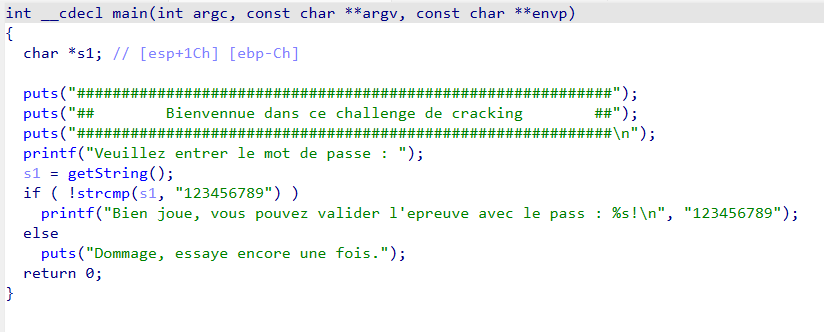 int __cdecl main(int argc, const char **argv, const char **envp)
{
char *s1; // [esp+1Ch] [ebp-Ch]
puts("############################################################");
puts("##        Bienvennue dans ce challenge de cracking        ##");
puts("############################################################\n");
printf("Veuillez entrer le mot de passe : ");
s1 = getString();
if ( !strcmp(s1, "123456789") )
printf("Bien joue, vous pouvez valider l'epreuve avec le pass : %s!\n", "123456789");
else
puts("Dommage, essaye encore une fois.");
return 0;
}